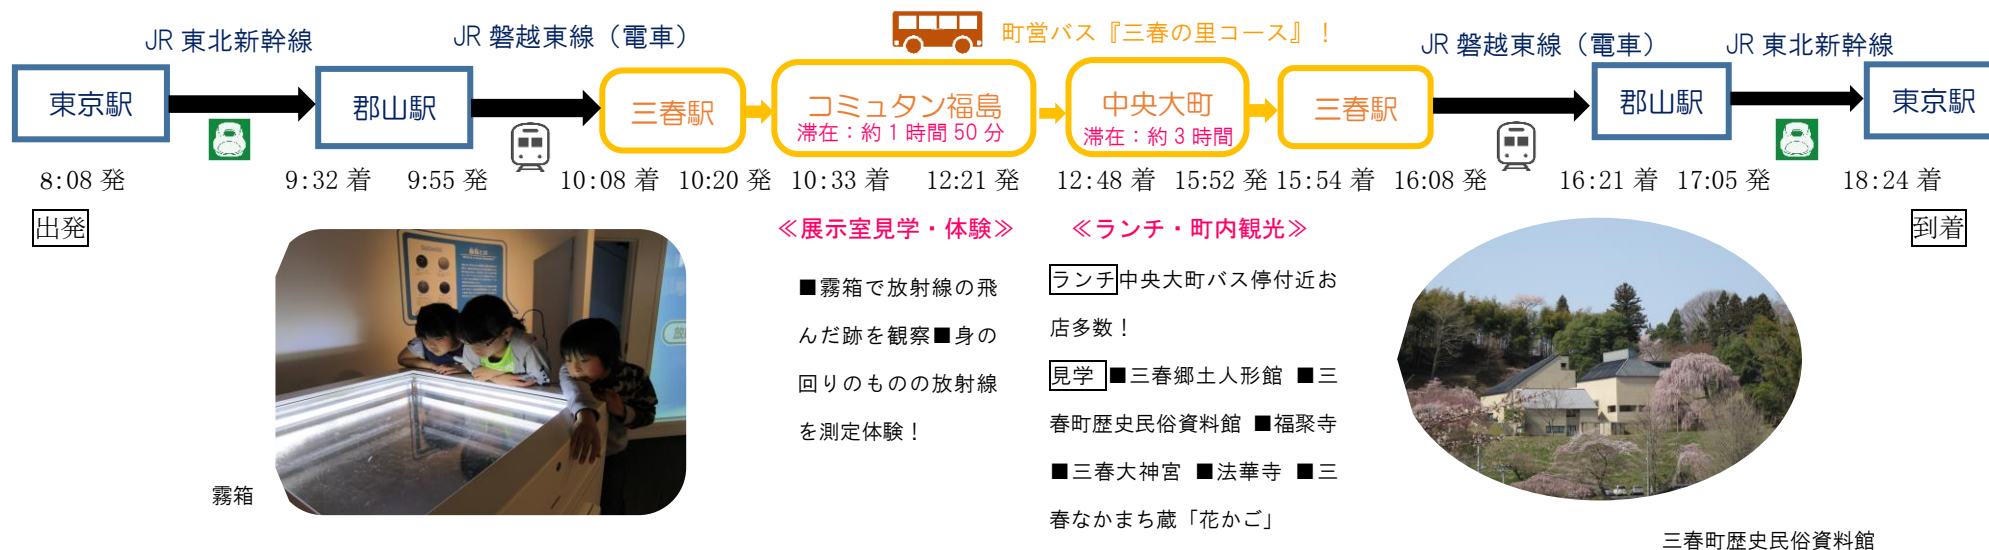 JR 東北新幹線
JR 磐越東線（電車）
町営バス『三春の里コース』！
JR 磐越東線（電車）
JR 東北新幹線
東京駅
郡山駅
三春駅
コミュタン福島
滞在：約１時間 50 分
中央大町
滞在：約３時間
三春駅
郡山駅
東京駅
8:08 発
9:32 着
9:55 発
10:08 着
10:20 発
10:33 着
12:21 発
12:48 着
15:52 発
15:54 着
16:08 発
16:21 着
17:05 発
18:24 着
出発
到着
≪展示室見学・体験≫
■霧箱で放射線の飛
んだ跡を観察■身の
回りのものの放射線
を測定体験！
≪ランチ・町内観光≫
ランチ中央大町バス停付近お
店多数！
見学 ■三春郷土人形館 ■三
春町歴史民俗資料館 ■福聚寺
■三春大神宮 ■法華寺 ■三
春なかまち蔵「花かご」
霧箱
三春町歴史民俗資料館